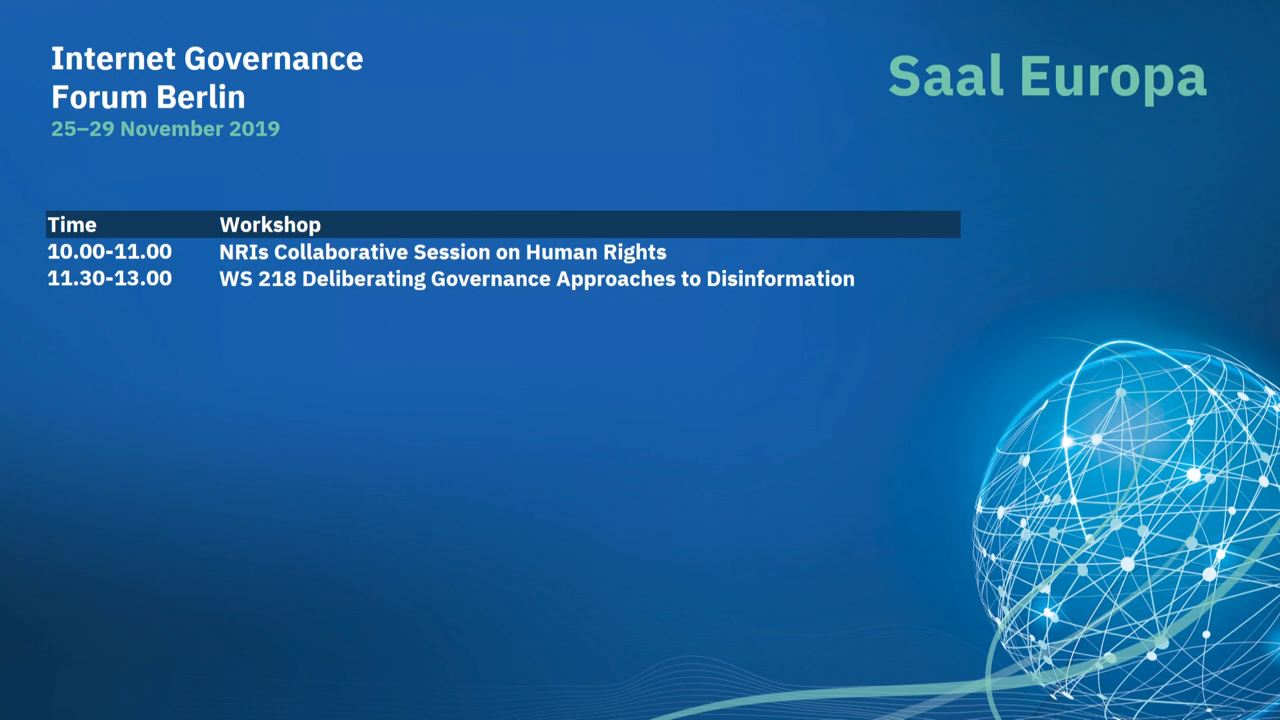 Internet Governance
Forum Berlin
25–29 November 2019
Saal Europa
Time Workshop
10.00-11.00 NRIs Collaborative Session on Human Rights
11.30-13.00 WS 218 Deliberating Governance Approaches to Disinformation